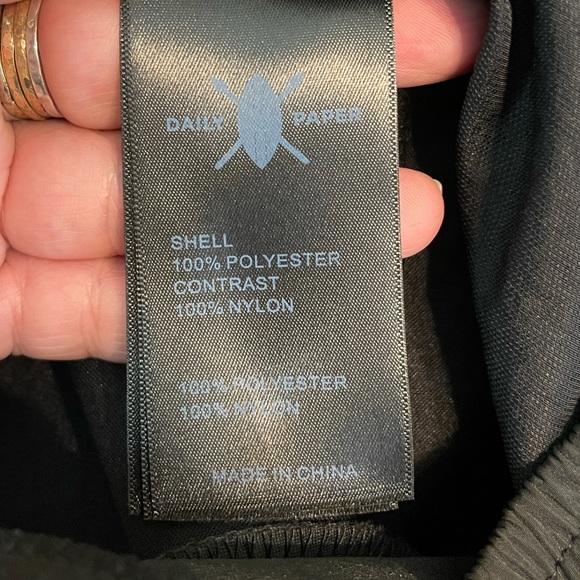 DAILY PAPER
SHELL
100% POLYESTER
CONTRAST
100% NYLON
100% POLYESTER
100% NYLON
MADE IN CHINA